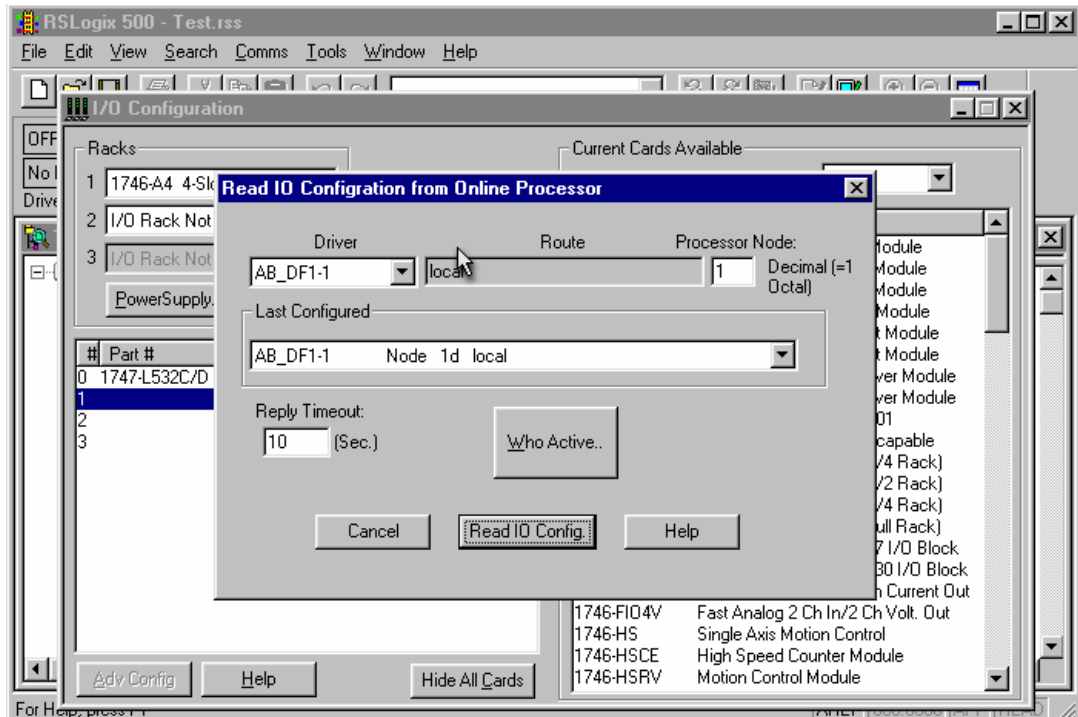 RSLogix 500 - Test.rss
File Edit View Search Comms Tools Window Help
I/O Configuration
OFF
Racks
Current Cards Available
No
1 1746-A4 4-Slo
Read IO Configration from Online Processor
Drive
2 I/O Rack Not
Driver Route Processor Node:
Module
3 I/O Rack Not
AB_DF1-1 local 1 Decimal (=1 Octal)
Module
Module
PowerSupply.
Last Configured
Module
t Module
# Part #
AB_DF1-1 Node 1d local
t Module
0 1747-L532C/D
ver Module
1
ver Module
2
Reply Timeout:
01
3
10 (Sec.)
Who Active..
capable
/4 Rack)
/2 Rack)
/4 Rack)
Cancel Read IO Config. Help
ull Rack)
7 I/O Block
30 I/O Block
n Current Out
1746-FIO4V Fast Analog 2 Ch In/2 Ch Volt. Out
1746-HS Single Axis Motion Control
1746-HSCE High Speed Counter Module
1746-HSRV Motion Control Module
Adv Config Help Hide All Cards
For Help, press F1